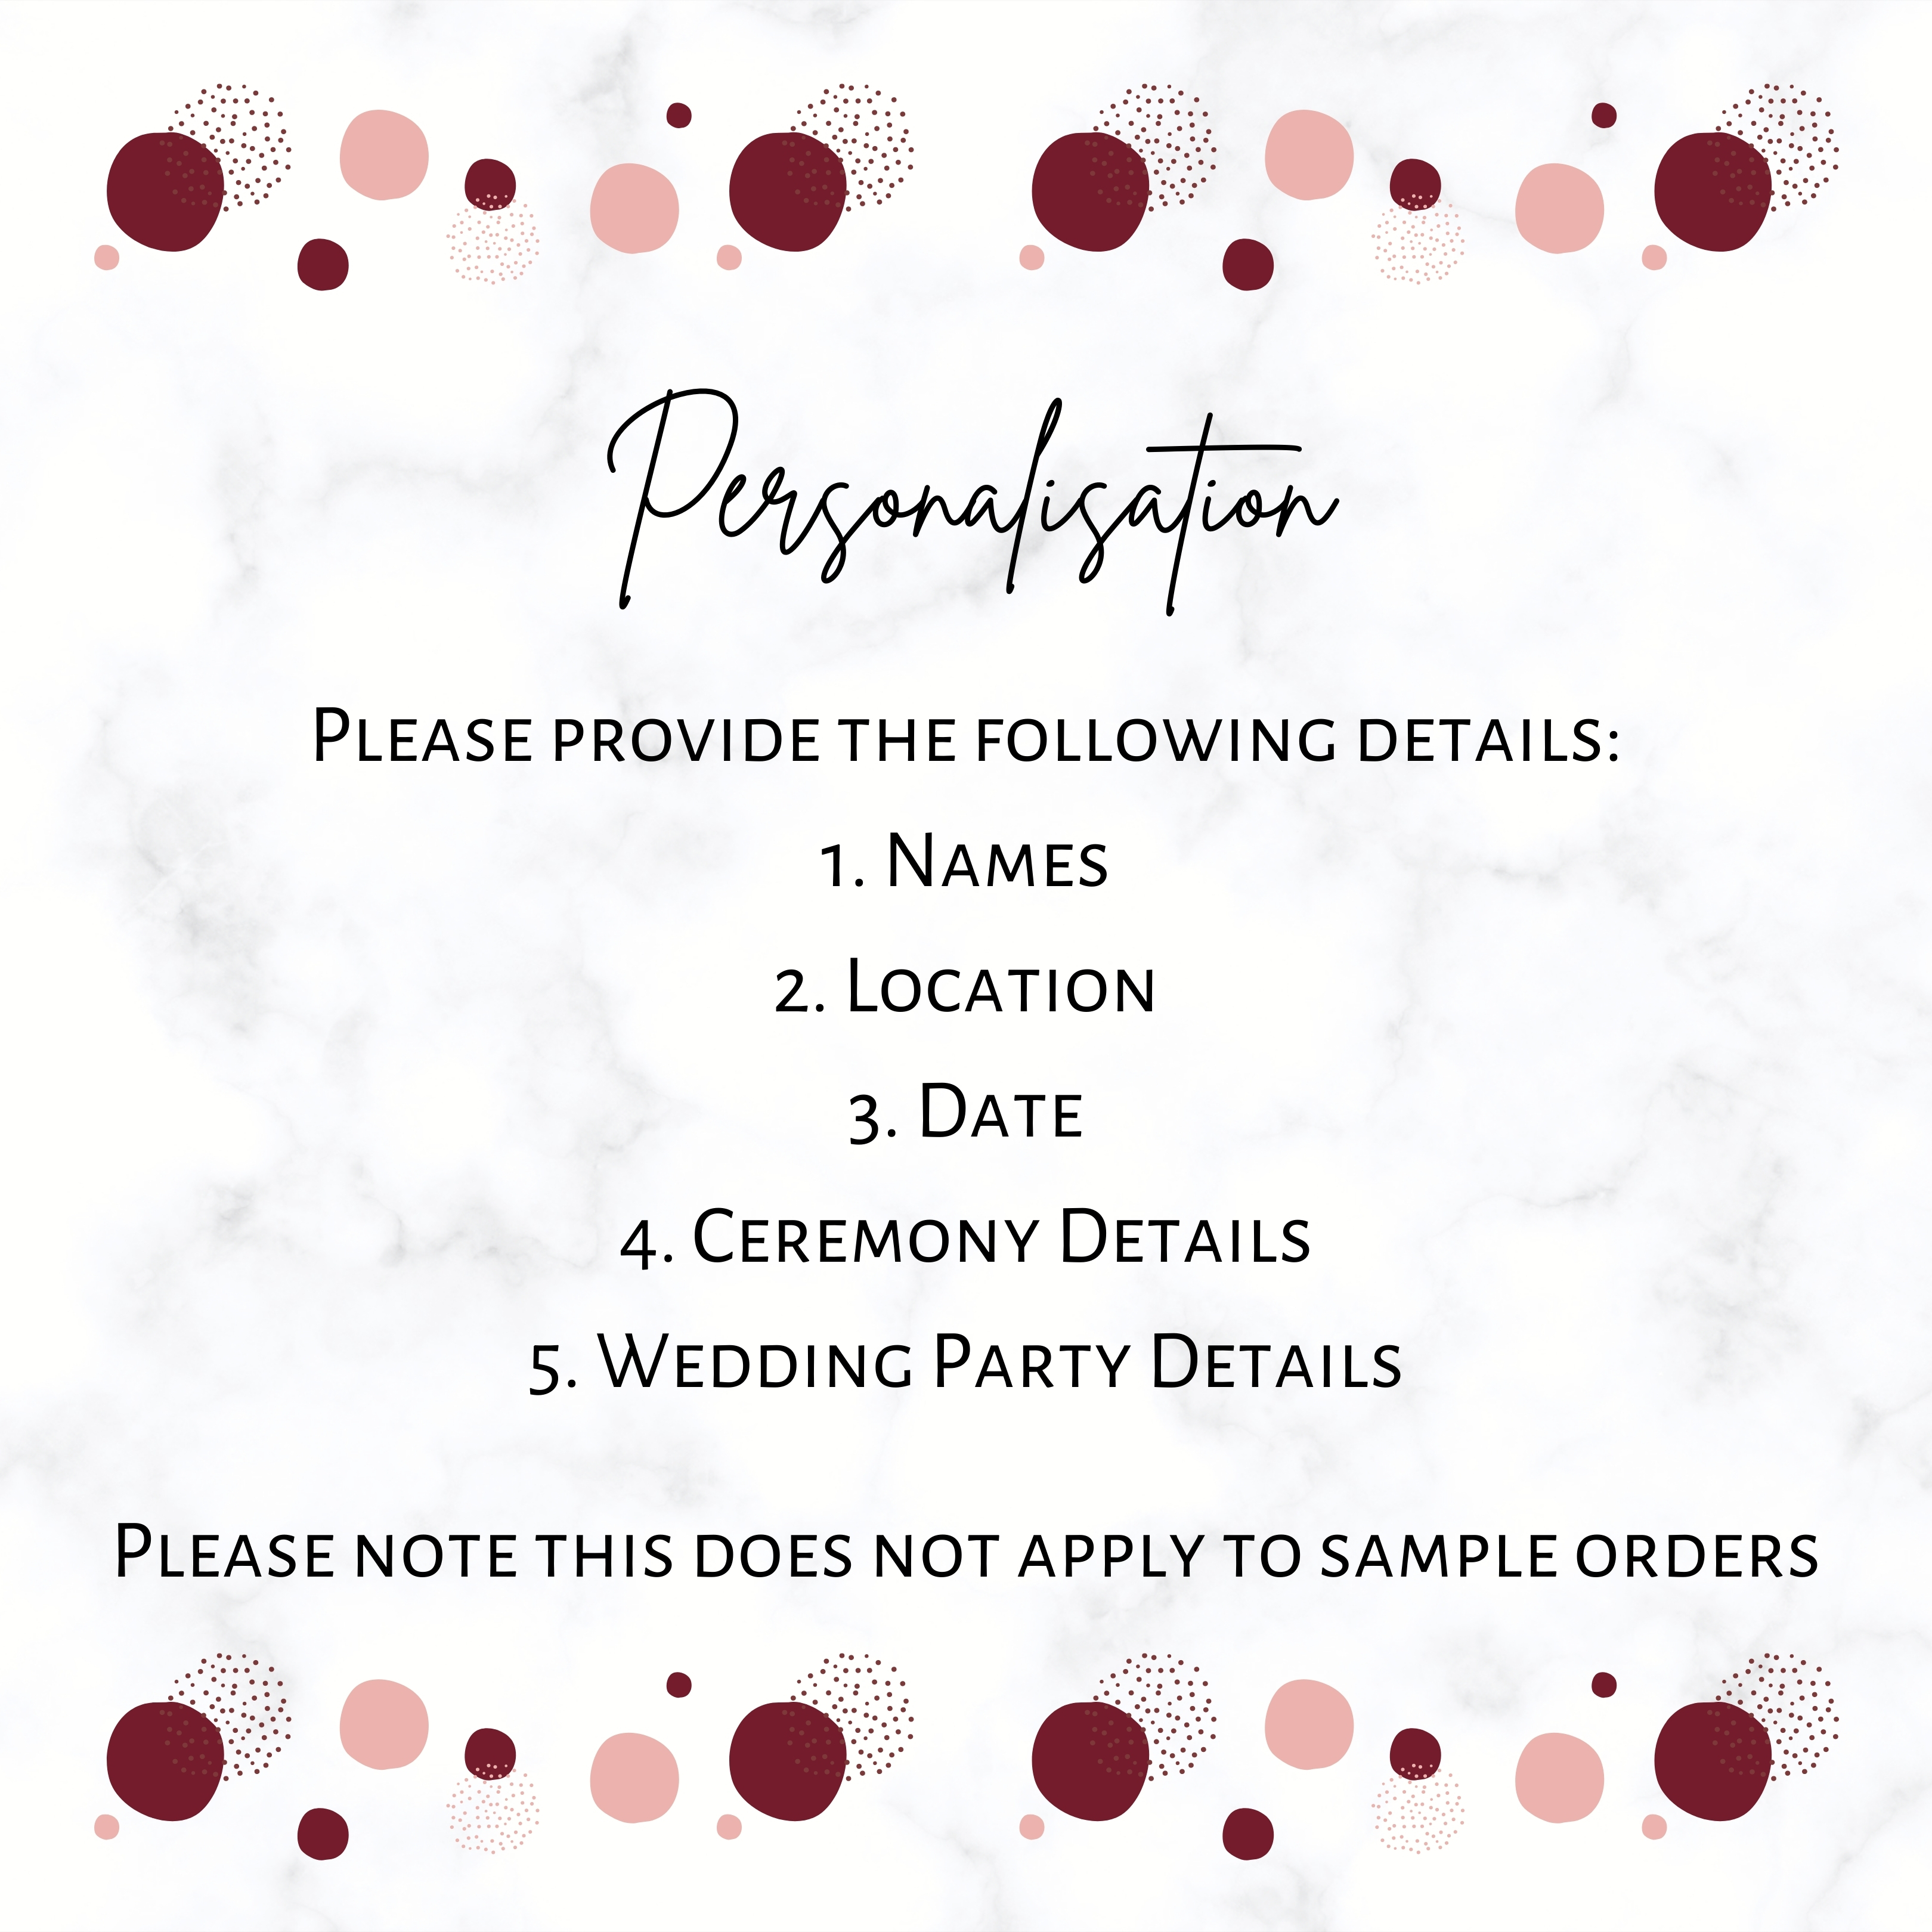 Personalisation
Please provide the following details:
1. Names
2. Location
3. Date
4. Ceremony Details
5. Wedding Party Details
Please note this does not apply to sample orders